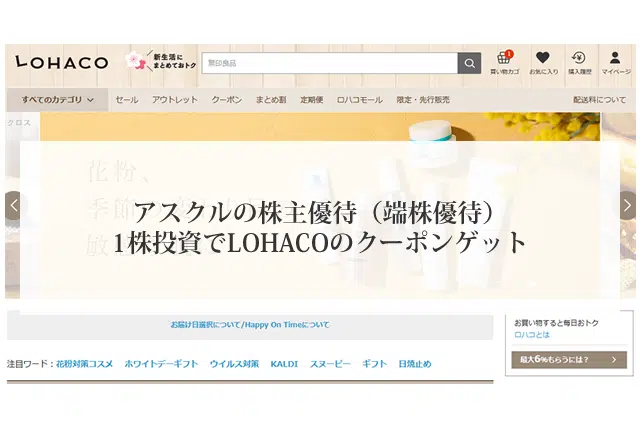 LOHACO
新生活に
まとめておトク
無印良品
1
買い物カゴ
お気に入り
購入履歴
マイページ
すべてのカテゴリ
セール
アウトレット
クーポン
まとめ割
定期便
ロハコモール
限定・先行販売
配送料について
クロス
花粉、
季節
敏
アスクルの株主優待（端株優待）
1株投資でLOHACOのクーポンゲット
お届け日選択について/Happy On Timeについて
お買い物すると毎日おトク
ロハコとは
最大6%もらうには？
注目ワード：花粉対策コスメ ホワイトデーギフト ウイルス対策 KALDI スヌーピー ギフト 日焼止め